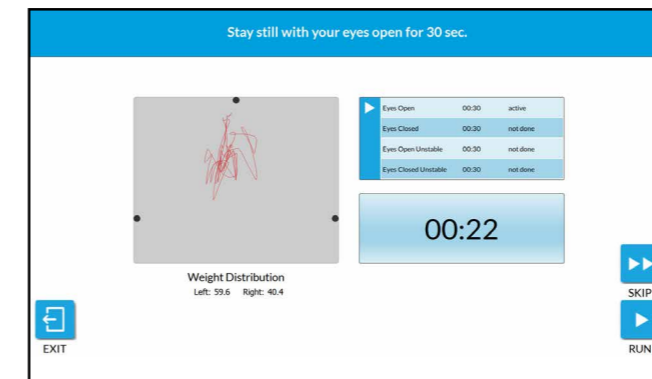 Stay still with your eyes open for 30 sec.
Eyes Open 00:30 active
Eyes Closed 00:30 not done
Eyes Open Unstable 00:30 not done
Eyes Closed Unstable 00:30 not done
00:22
Weight Distribution
Left: 59.6 Right: 40.4
SKIP
EXIT
RUN